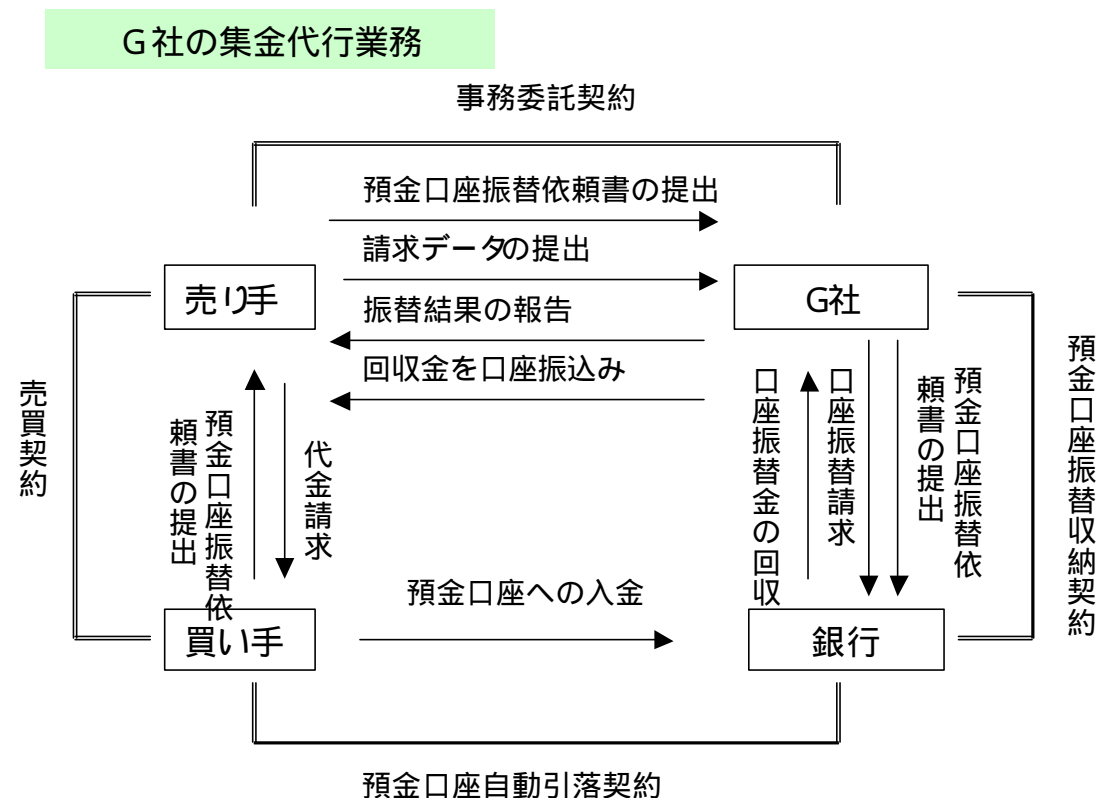 G社の集金代行業務
事務委託契約
預金口座振替依頼書の提出
請求データの提出
売り手
G社
振替結果の報告
回収金を口座振込み
売買契約
預金口座振替依
頼書の提出
代金請求
口座振替金の回収
口座振替請求
預金口座振替依
頼書の提出
預金口座振替収納契約
預金口座への入金
買い手
銀行
預金口座自動引落契約